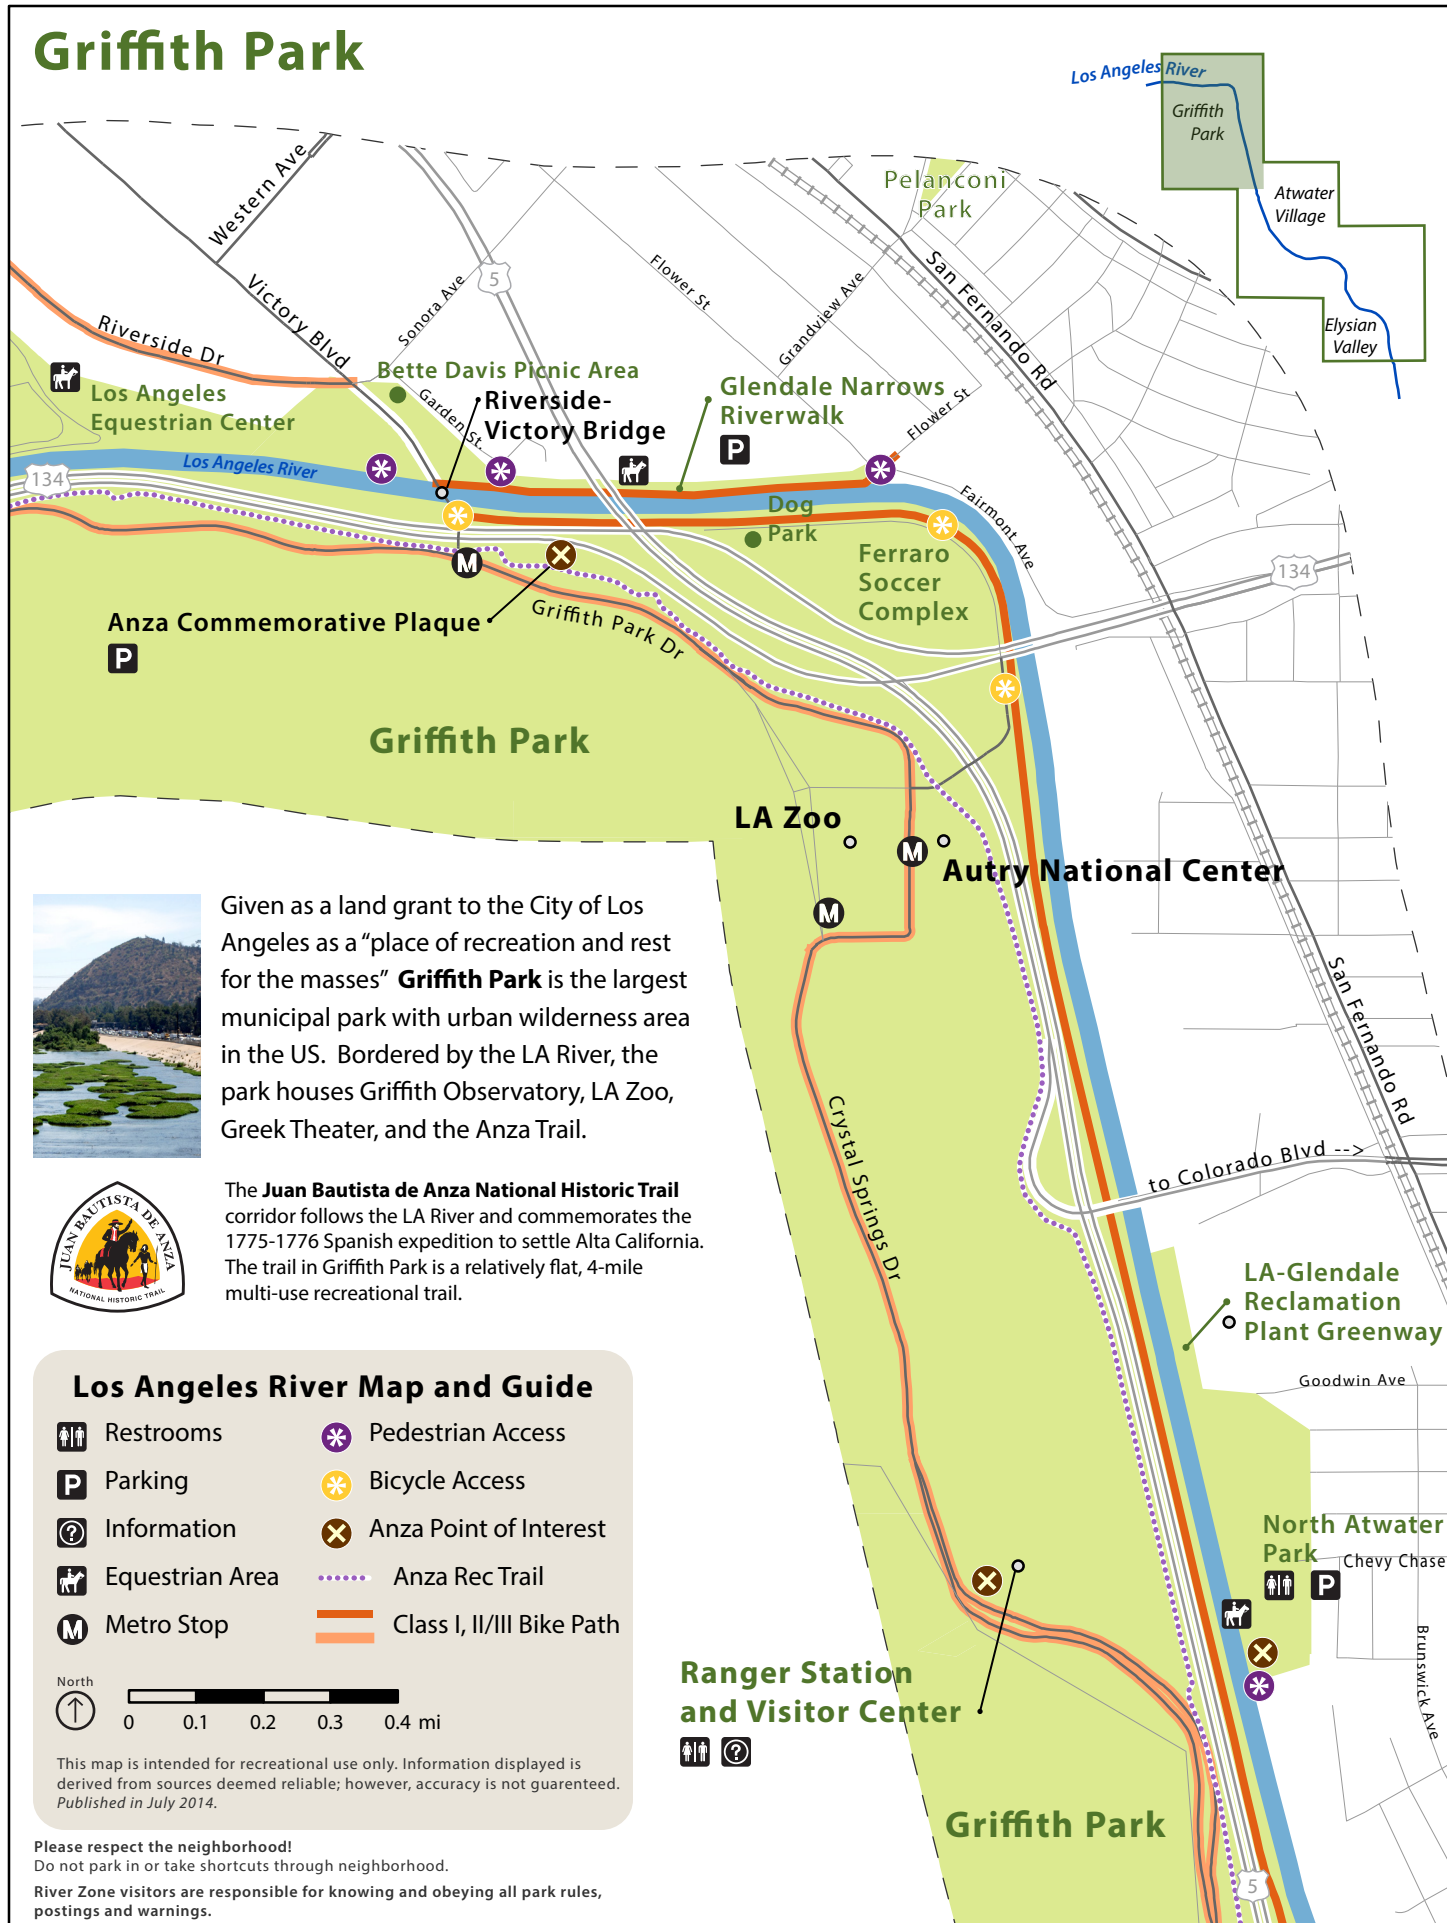 Griffith Park
Los Angeles River
Griffith
Park
Atwater
Village
Elysian
Valley
Western Ave
Victory Blvd
Riverside Dr
Sonora Ave
5
Flower St
Grandview Ave
Pelanconi
Park
San Fernando Rd
Los Angeles
Equestrian Center
Bette Davis Picnic Area
Garden St.
Riverside-
Victory Bridge
Glendale Narrows
Riverwalk
P
Flower St
Los Angeles River
134
Dog
Park
Fairmont Ave
Ferraro
Soccer
Complex
134
M
Anza Commemorative Plaque
P
Griffith Park Dr
Griffith Park
LA Zoo
M
Autry National Center
M
San Fernando Rd
Given as a land grant to the City of Los
Angeles as a “place of recreation and rest
for the masses” Griffith Park is the largest
municipal park with urban wilderness area
in the US. Bordered by the LA River, the
park houses Griffith Observatory, LA Zoo,
Greek Theater, and the Anza Trail.
Crystal Springs Dr
to Colorado Blvd -->
JUAN BAUTISTA DE ANZA
NATIONAL HISTORIC TRAIL
The Juan Bautista de Anza National Historic Trail
corridor follows the LA River and commemorates the
1775-1776 Spanish expedition to settle Alta California.
The trail in Griffith Park is a relatively flat, 4-mile
multi-use recreational trail.
LA-Glendale
Reclamation
Plant Greenway
Goodwin Ave
North Atwater
Park
Chevy Chase
P
Brunswick Ave
Ranger Station
and Visitor Center
?
Griffith Park
5
Los Angeles River Map and Guide
Restrooms
Pedestrian Access
P
Parking
Bicycle Access
?
Information
Anza Point of Interest
Equestrian Area
Anza Rec Trail
M
Metro Stop
Class I, II/III Bike Path
North
0 0.1 0.2 0.3 0.4 mi
This map is intended for recreational use only. Information displayed is
derived from sources deemed reliable; however, accuracy is not guarenteed.
Published in July 2014.
Please respect the neighborhood!
Do not park in or take shortcuts through neighborhood.
River Zone visitors are responsible for knowing and obeying all park rules,
postings and warnings.